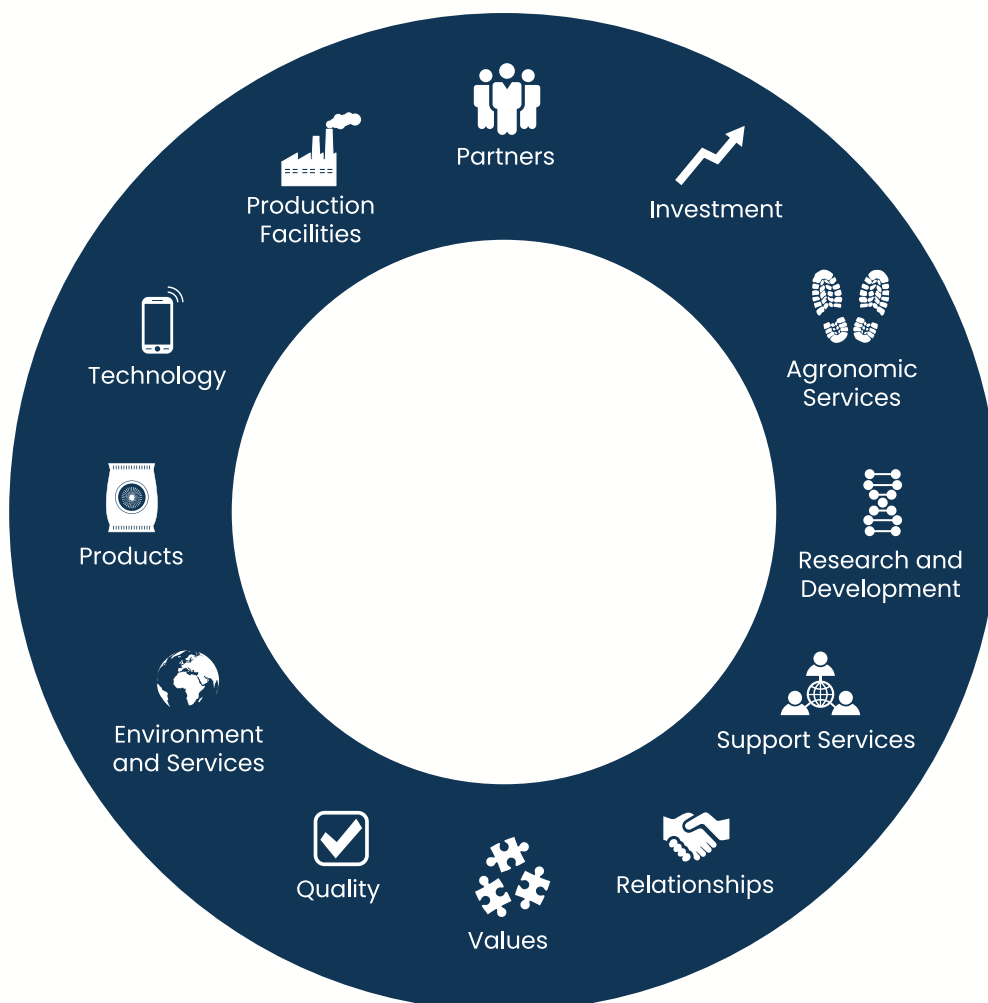 Partners
Investment
Agronomic
Services
Research and
Development
Support Services
Relationships
Values
Quality
Environment
and Services
Products
Technology
Production
Facilities